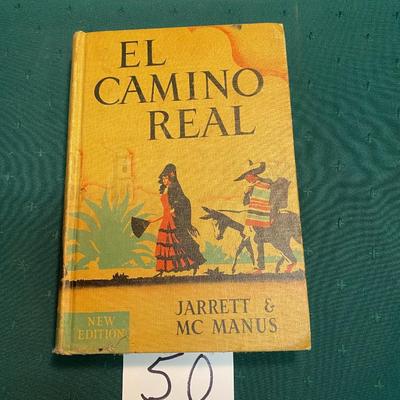 EL
CAMINO
REAL
JARRETT &
MC MANUS
NEW
EDITION
50